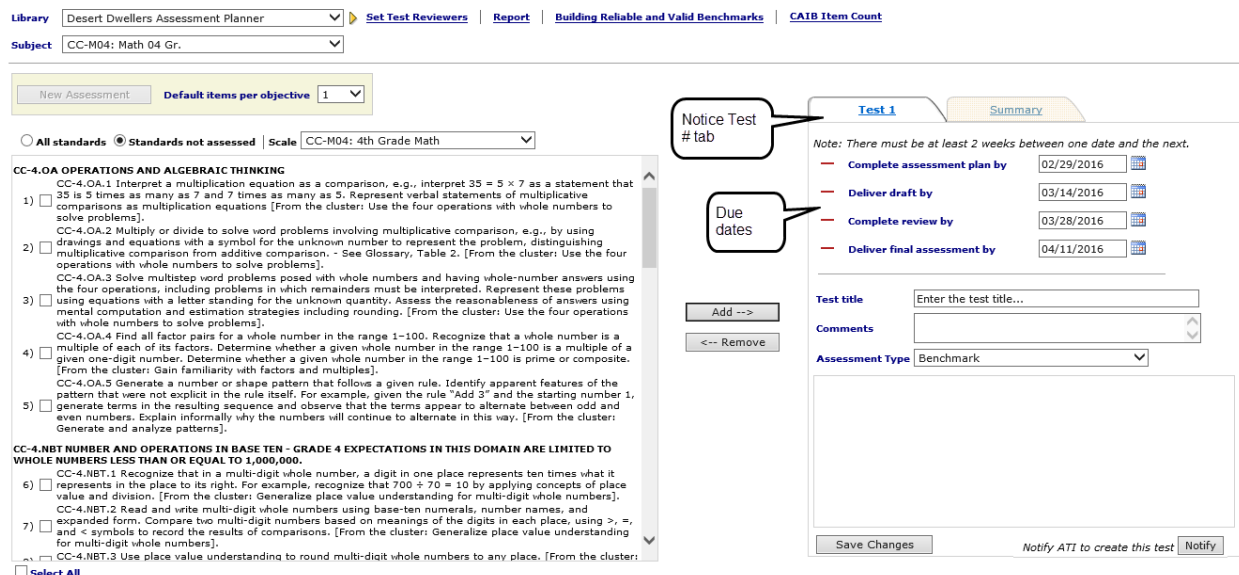 Library Desert Dwellers Assessment Planner Set Test Reviewers | Report | Building Reliable and Valid Benchmarks | CAIB Item Count
Subject CC-M04: Math 04 Gr.
New Assessment Default items per objective 1
All standards Standards not assessed | Scale CC-M04: 4th Grade Math
CC-4.OA OPERATIONS AND ALGEBRAIC THINKING
CC-4.OA.1 Interpret a multiplication equation as a comparison, e.g., interpret 35 = 5 × 7 as a statement that
1) 35 is 5 times as many as 7 and 7 times as many as 5. Represent verbal statements of multiplicative
comparisons as multiplication equations [From the cluster: Use the four operations with whole numbers to
solve problems].
CC-4.OA.2 Multiply or divide to solve word problems involving multiplicative comparison, e.g., by using
2) drawings and equations with a symbol for the unknown number to represent the problem, distinguishing
multiplicative comparison from additive comparison. - See Glossary, Table 2. [From the cluster: Use the four
operations with whole numbers to solve problems].
CC-4.OA.3 Solve multistep word problems posed with whole numbers and having whole-number answers using
the four operations, including problems in which remainders must be interpreted. Represent these problems
3) using equations with a letter standing for the unknown quantity. Assess the reasonableness of answers using
mental computation and estimation strategies including rounding. [From the cluster: Use the four operations
with whole numbers to solve problems].
CC-4.OA.4 Find all factor pairs for a whole number in the range 1–100. Recognize that a whole number is a
4) multiple of each of its factors. Determine whether a given whole number in the range 1–100 is a multiple of a
given one-digit number. Determine whether a given whole number in the range 1–100 is prime or composite.
[From the cluster: Gain familiarity with factors and multiples].
CC-4.OA.5 Generate a number or shape pattern that follows a given rule. Identify apparent features of the
pattern that were not explicit in the rule itself. For example, given the rule “Add 3” and the starting number 1,
5) generate terms in the resulting sequence and observe that the terms appear to alternate between odd and
even numbers. Explain informally why the numbers will continue to alternate in this way. [From the cluster:
Generate and analyze patterns].
CC-4.NBT NUMBER AND OPERATIONS IN BASE TEN - GRADE 4 EXPECTATIONS IN THIS DOMAIN ARE LIMITED TO
WHOLE NUMBERS LESS THAN OR EQUAL TO 1,000,000.
CC-4.NBT.1 Recognize that in a multi-digit whole number, a digit in one place represents ten times what it
6) represents in the place to its right. For example, recognize that 700 ÷ 70 = 10 by applying concepts of place
value and division. [From the cluster: Generalize place value understanding for multi-digit whole numbers].
CC-4.NBT.2 Read and write multi-digit whole numbers using base-ten numerals, number names, and
7) expanded form. Compare two multi-digit numbers based on meanings of the digits in each place, using >, =,
and < symbols to record the results of comparisons. [From the cluster: Generalize place value understanding
for multi-digit whole numbers].
CC-4.NBT.3 Use place value understanding to round multi-digit whole numbers to any place. [From the cluster:
Select All
Add -->
<-- Remove
Notice Test
# tab
Due
dates
Test 1 Summary
Note: There must be at least 2 weeks between one date and the next.
Complete assessment plan by 02/29/2016
Deliver draft by 03/14/2016
Complete review by 03/28/2016
Deliver final assessment by 04/11/2016
Test title Enter the test title...
Comments
Assessment Type Benchmark
Save Changes Notify ATI to create this test Notify